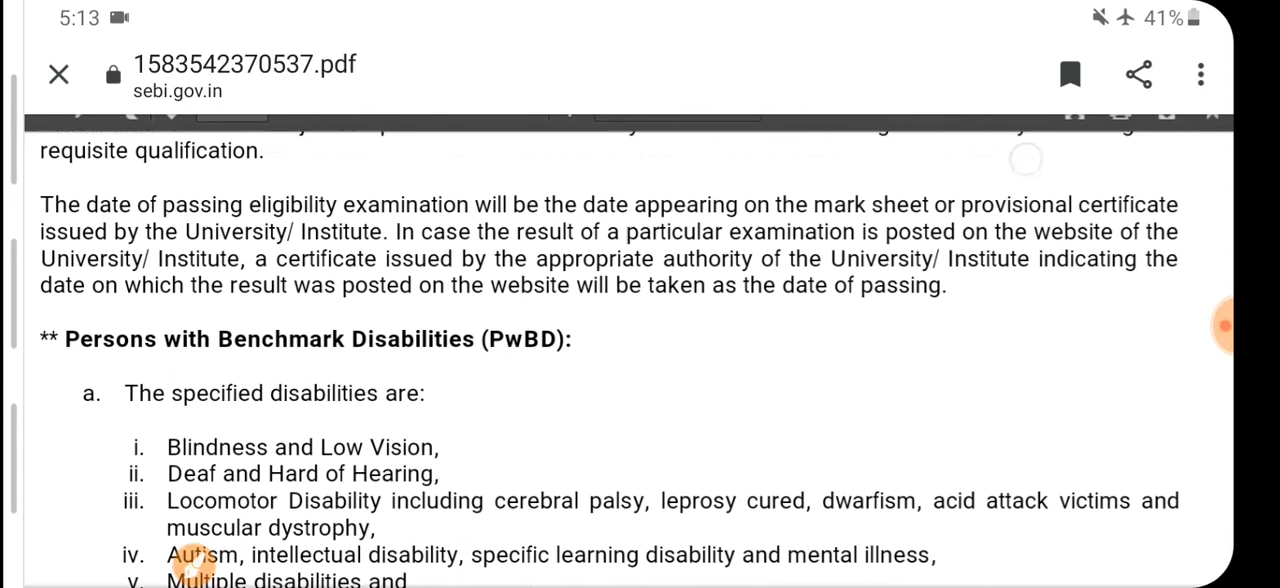 5:13
41%
1583542370537.pdf
sebi.gov.in
requisite qualification.
The date of passing eligibility examination will be the date appearing on the mark sheet or provisional certificate
issued by the University/ Institute. In case the result of a particular examination is posted on the website of the
University/ Institute, a certificate issued by the appropriate authority of the University/ Institute indicating the
date on which the result was posted on the website will be taken as the date of passing.
** Persons with Benchmark Disabilities (PwBD):
a. The specified disabilities are:
i. Blindness and Low Vision,
ii. Deaf and Hard of Hearing,
iii. Locomotor Disability including cerebral palsy, leprosy cured, dwarfism, acid attack victims and
muscular dystrophy,
iv. Autism, intellectual disability, specific learning disability and mental illness,
v. Multiple disabilities and